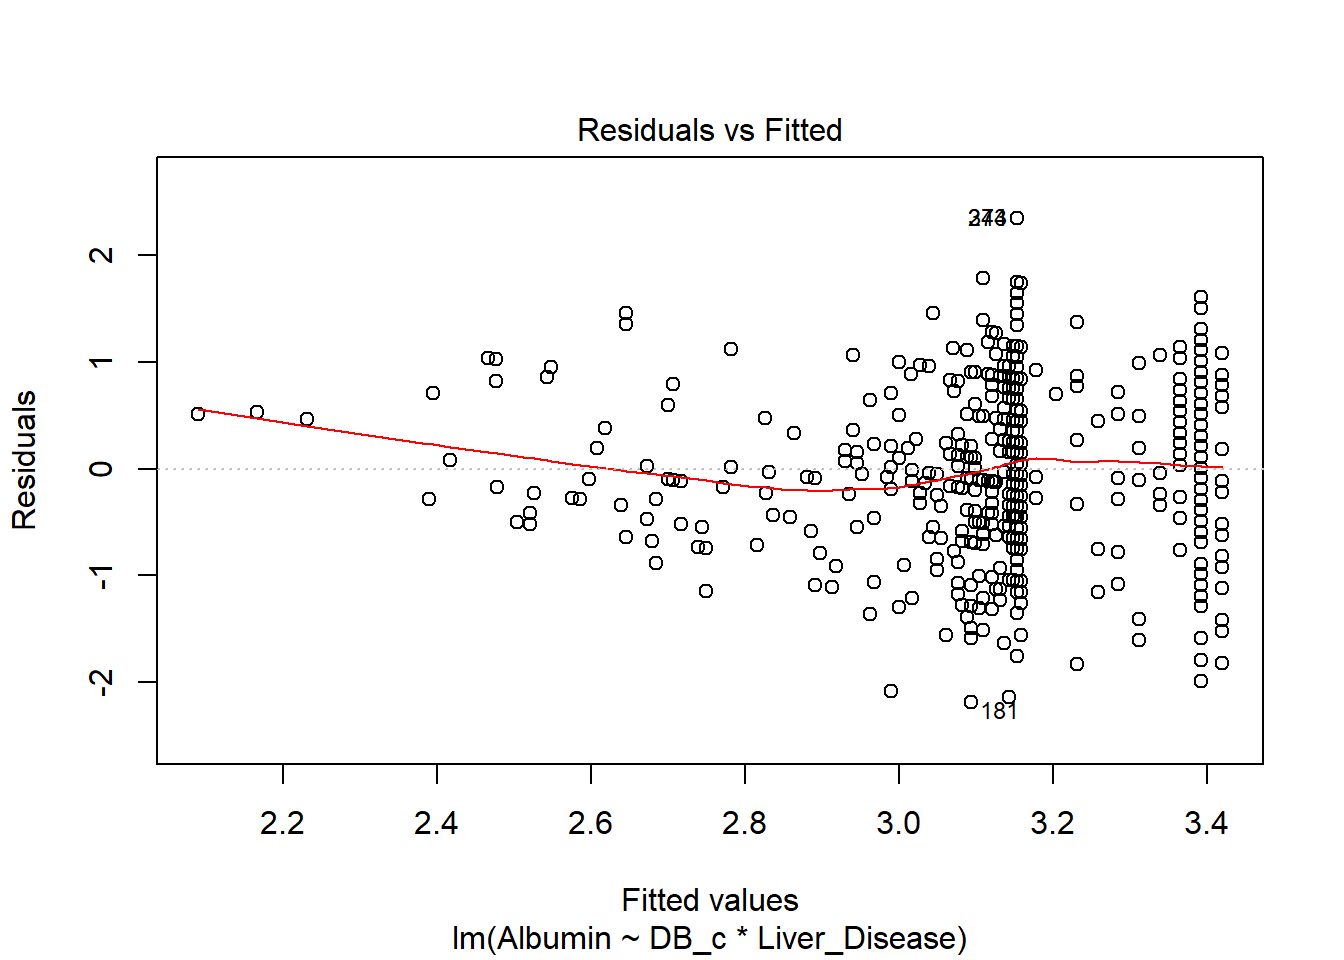 Residuals vs Fitted
Residuals
2
1
0
-1
-2
181
2.2 2.4 2.6 2.8 3.0 3.2 3.4
Fitted values
lm(Albumin ~ DB_c * Liver_Disease)